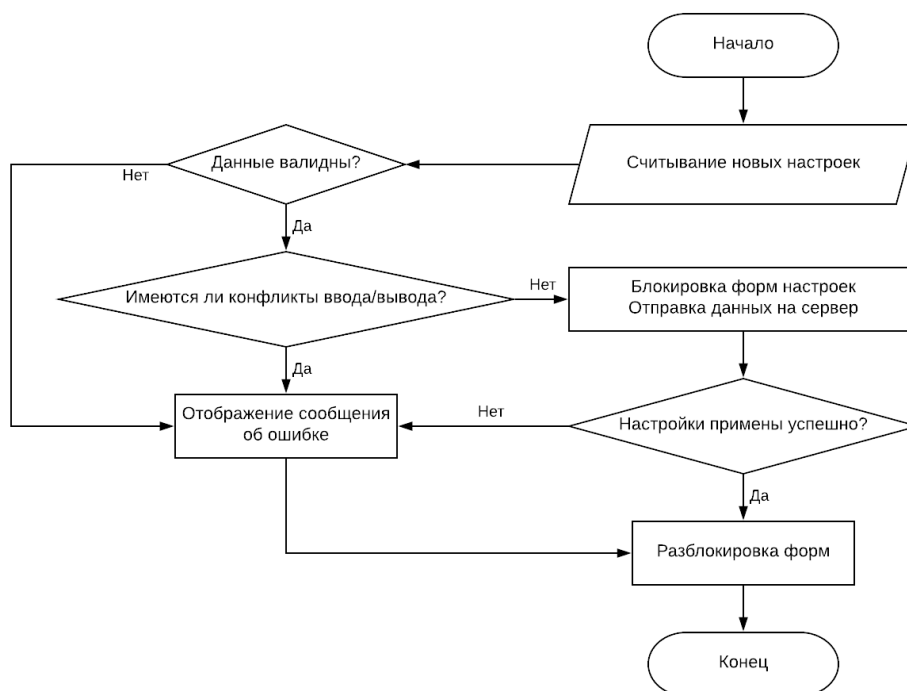 Начало
Считывание новых настроек
Данные валидны?
Нет
Да
Имеются ли конфликты ввода/вывода?
Нет
Блокировка форм настроек
Отправка данных на сервер
Да
Отображение сообщения
об ошибке
Нет
Настройки примены успешно?
Да
Разблокировка форм
Конец